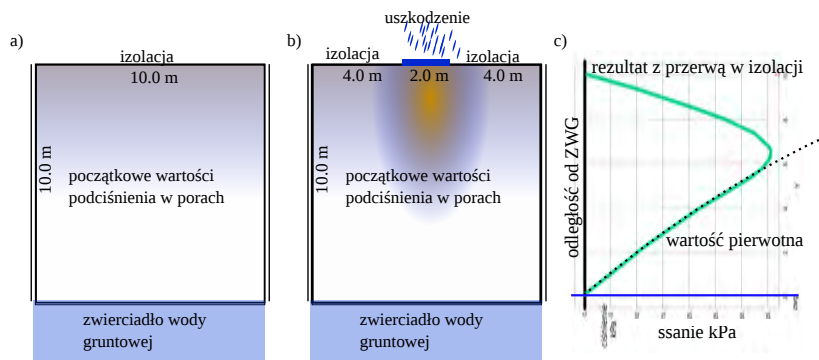 a)
izolacja
10.0 m
10.0 m
początkowe wartości
podciśnienia w porach
zwierciadło wody
gruntowej
b)
uszkodzenie
izolacja
izolacja
4.0 m
2.0 m
4.0 m
10.0 m
początkowe wartości
podciśnienia w porach
zwierciadło wody
gruntowej
c)
rezultat z przerwą w izolacji
odległość od ZWG
wartość pierwotna
ssanie kPa